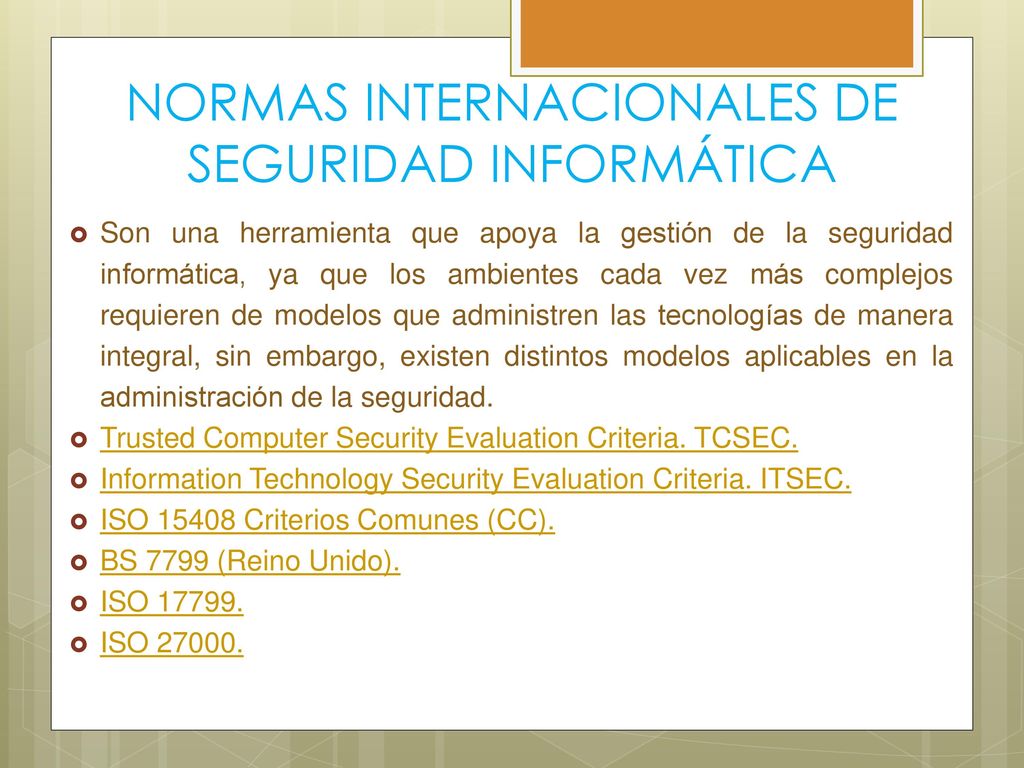 NORMAS INTERNACIONALES DE
SEGURIDAD INFORMÁTICA
Son una herramienta que apoya la gestión de la seguridad
informática, ya que los ambientes cada vez más complejos
requieren de modelos que administren las tecnologías de manera
integral, sin embargo, existen distintos modelos aplicables en la
administración de la seguridad.
Trusted Computer Security Evaluation Criteria. TCSEC.
Information Technology Security Evaluation Criteria. ITSEC.
ISO 15408 Criterios Comunes (CC).
BS 7799 (Reino Unido).
ISO 17799.
ISO 27000.